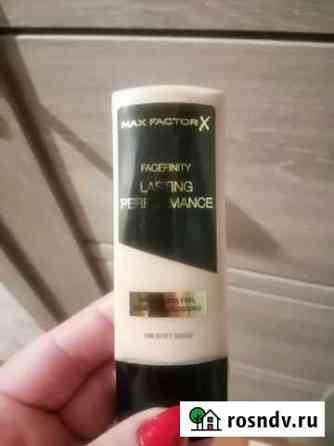 MAX FACTOR X
FACEFINITY
LASTING
PERFORMANCE
rosndv.ru